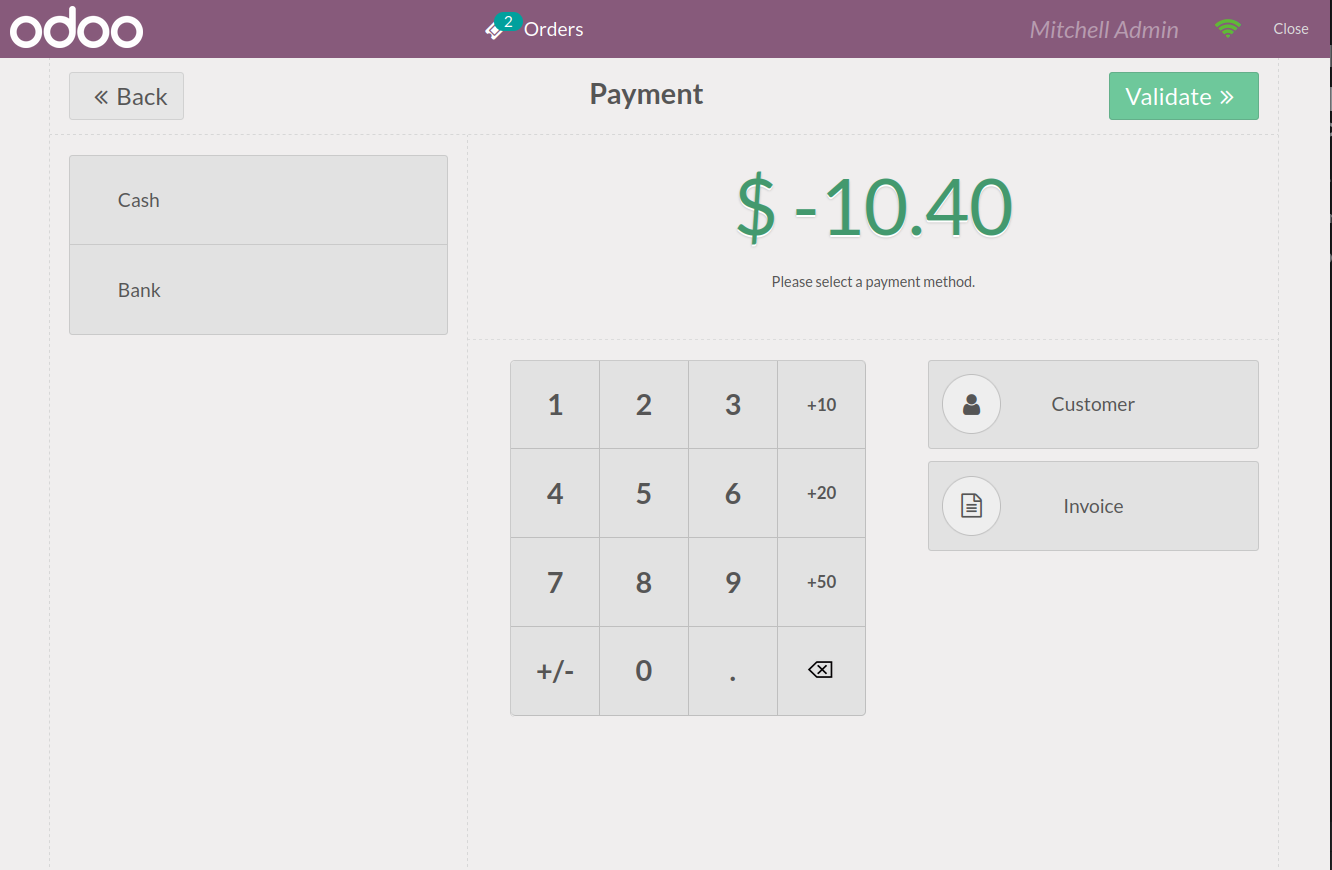 odoo
2 Orders
Mitchell Admin
Close
Back
Payment
Validate
Cash
Bank
$ -10.40
Please select a payment method.
1 2 3 +10
4 5 6 +20
7 8 9 +50
+/- 0 .
Customer
Invoice